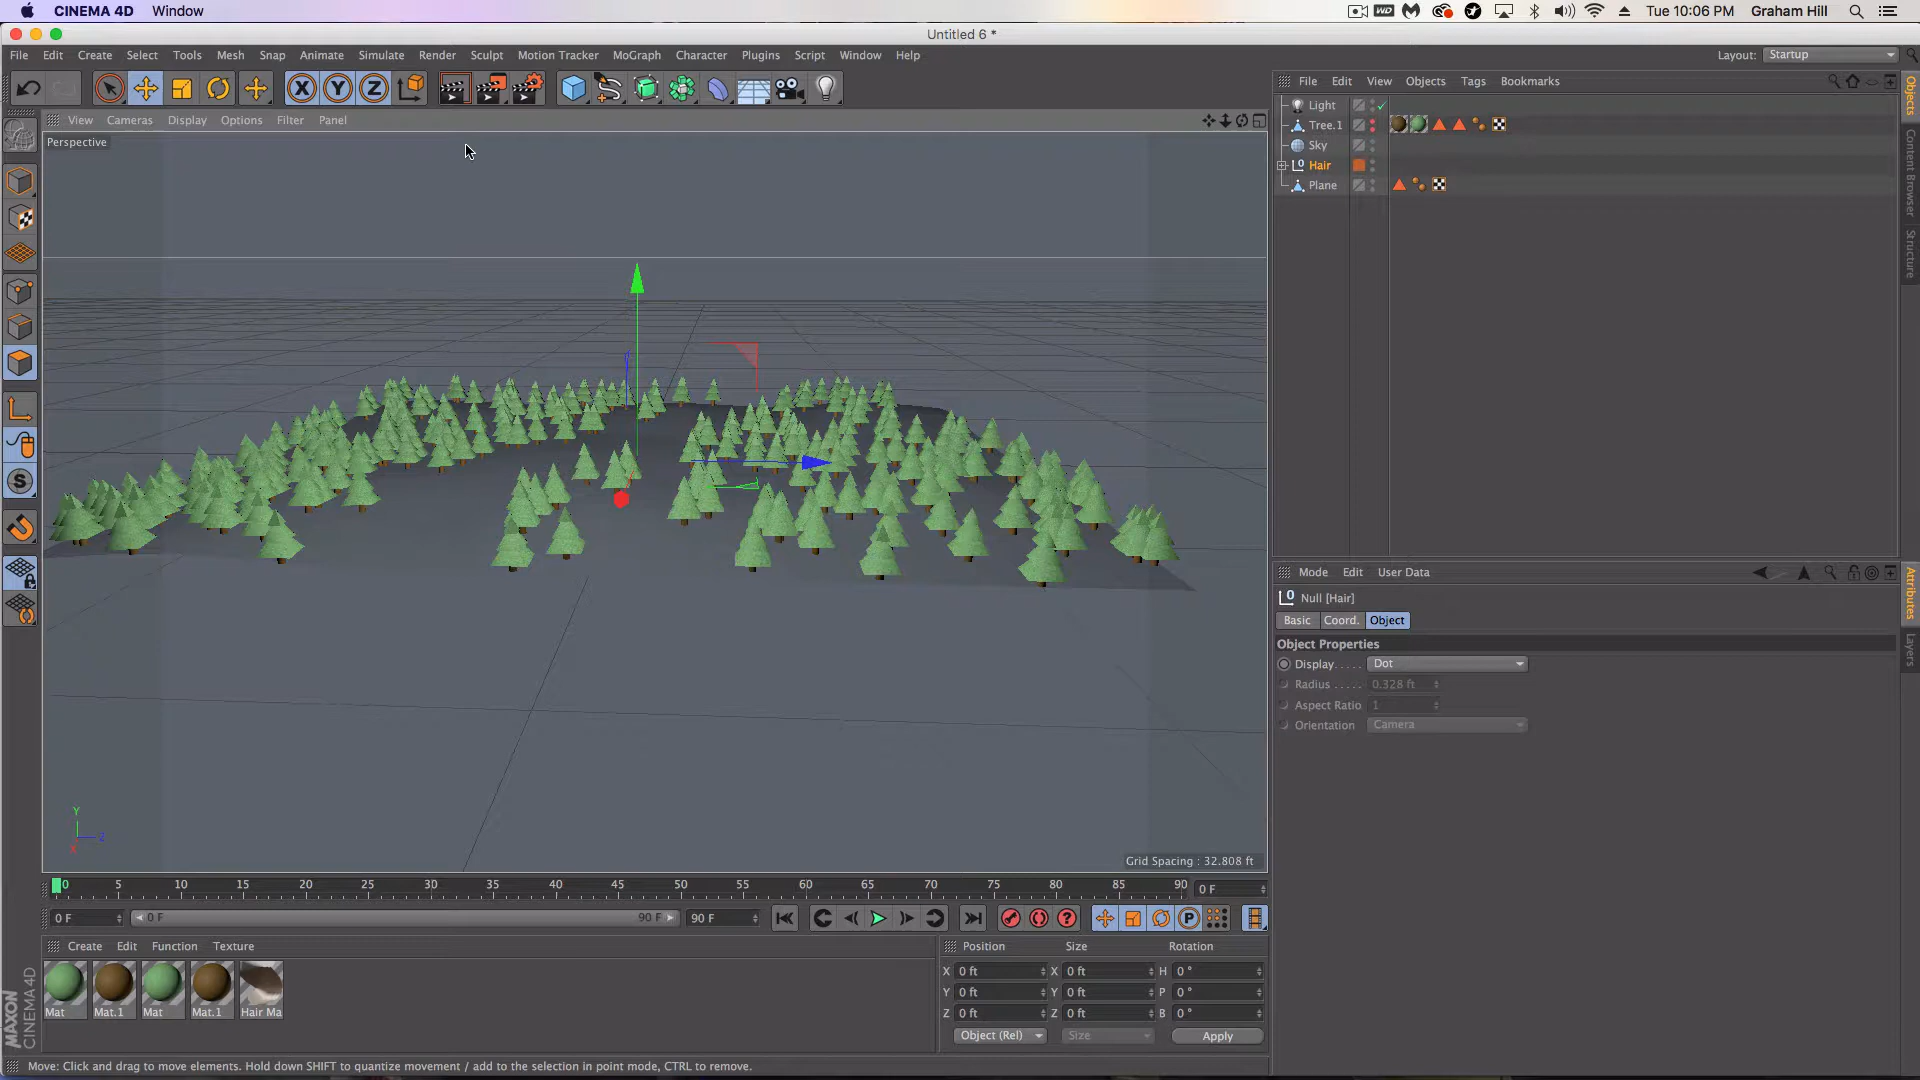 CINEMA 4D Window
Tue 10:06 PM Graham Hill
Untitled 6 *
File Edit Create Select Tools Mesh Snap Animate Simulate Render Sculpt Motion Tracker MoGraph Character Plugins Script Window Help
Layout: Startup
X Y Z
View Cameras Display Options Filter Panel
Perspective
File Edit View Objects Tags Bookmarks
Light
Tree.1
Sky
Hair
Plane
Objects
Content Browser
Structure
Mode Edit User Data
Null [Hair]
Basic Coord. Object
Object Properties
Display..... Dot
Radius ..... 0.328 ft
Aspect Ratio 1
Orientation Camera
Attributes
Layers
Y
Z
X
Grid Spacing : 32.808 ft
0 5 10 15 20 25 30 35 40 45 50 55 60 65 70 75 80 85 90 0 F
0 F 0 F 90 F 90 F
Create Edit Function Texture
Mat Mat.1 Mat Mat.1 Hair Ma
Position Size Rotation
X 0 ft X 0 ft H 0 °
Y 0 ft Y 0 ft P 0 °
Z 0 ft Z 0 ft B 0 °
Object (Rel) Size Apply
MAXON
CINEMA 4D
Move: Click and drag to move elements. Hold down SHIFT to quantize movement / add to the selection in point mode, CTRL to remove.